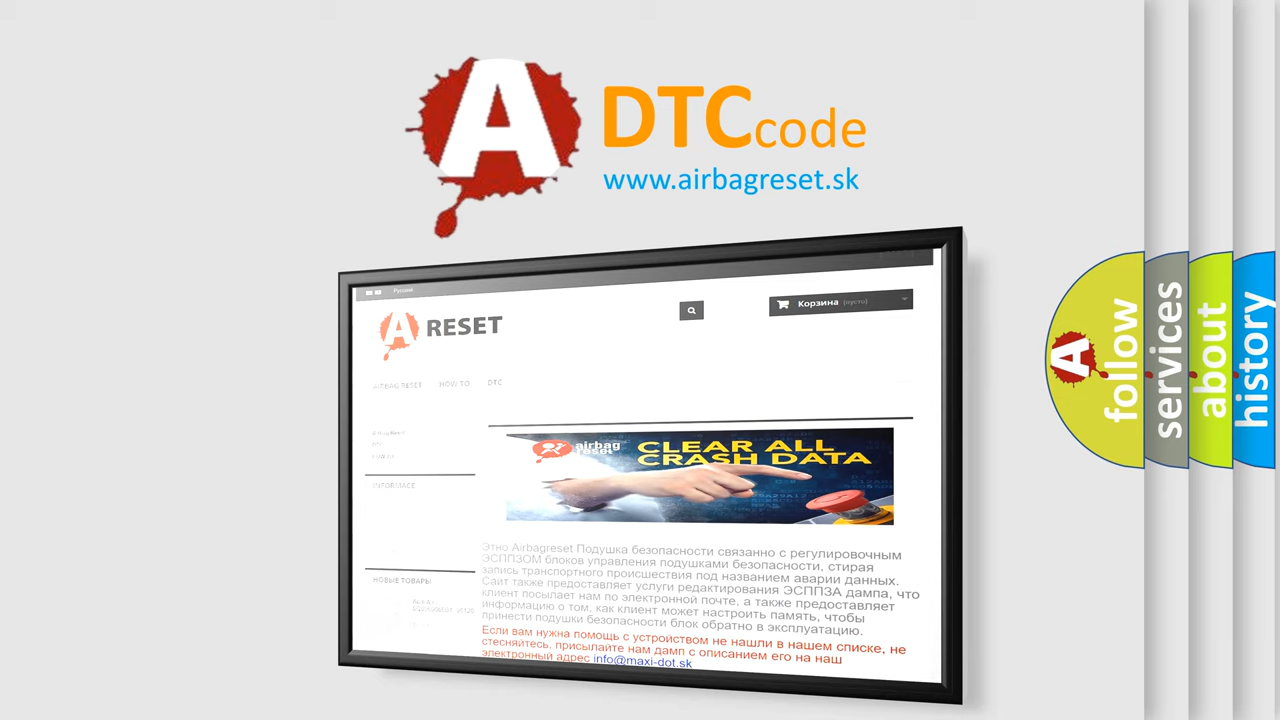 A DTCcode
www.airbagreset.sk
Русский
A RESET
Корзина (пусто)
AIRBAG RESET HOW TO DTC
Airbag Reset
INFORMACE
airbag reset
CLEAR ALL
CRASH DATA
Этно Airbagreset Подушка безопасности связанно с регулировочным
ЭСППЗОМ блоков управления подушками безопасности, стирая
запись транспортного происшествия под названием аварии данных.
Сайт также предоставляет услуги редактирования ЭСППЗА дампа, что
клиент посылает нам по электронной почте, а также предоставляет
информацию о том, как клиент может настроить память, чтобы
принести подушки безопасности блок обратно в эксплуатацию.
Если вам нужна помощь с устройством не нашли в нашем списке, не
стесняйтесь, присылайте нам дамп с описанием его на наш
электронный адрес info@maxi-dot.sk
НОВЫЕ ТОВАРЫ
A follow
services
about
history